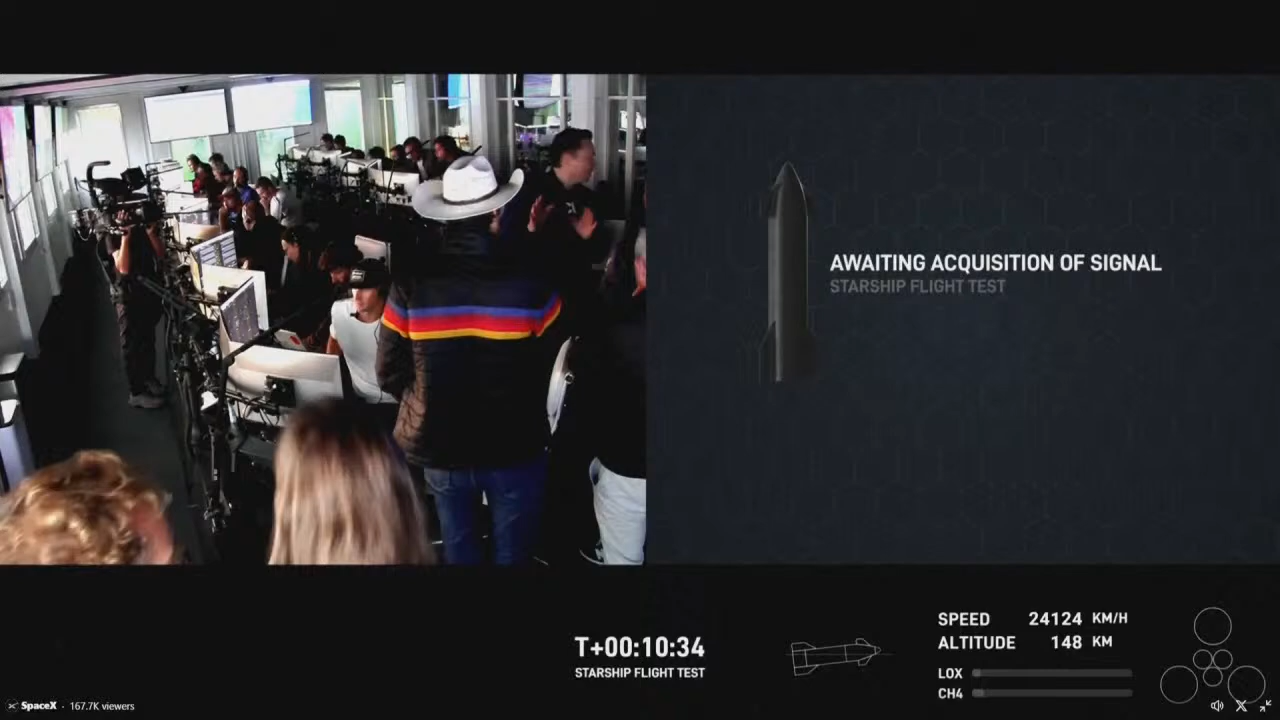 AWAITING ACQUISITION OF SIGNAL
STARSHIP FLIGHT TEST
T+00:10:34
STARSHIP FLIGHT TEST
SPEED 24124 KM/H
ALTITUDE 148 KM
LOX
CH4
SpaceX · 167.7K viewers